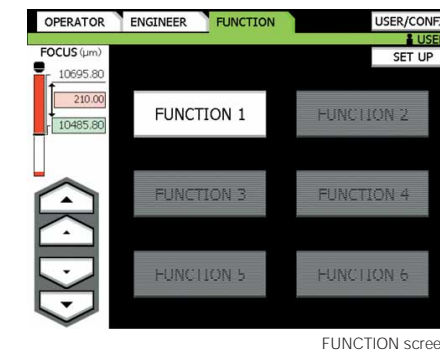 OPERATOR ENGINEER FUNCTION USER/CONF
USE
FOCUS (µm) SET UP
10695.80
210.00
10485.80
FUNCTION 1 FUNCTION 2
FUNCTION 3 FUNCTION 4
FUNCTION 5 FUNCTION 6
FUNCTION scree